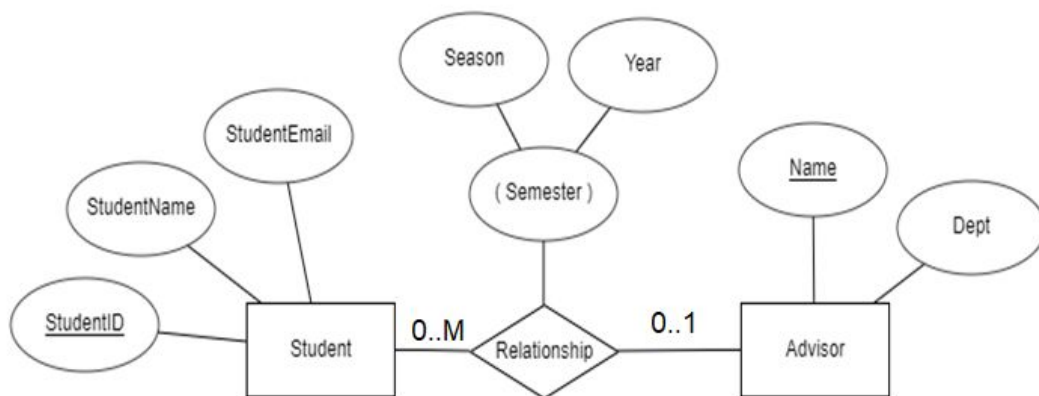 Season
Year
StudentEmail
( Semester )
Name
StudentName
Dept
StudentID
0..M
0..1
Student
Relationship
Advisor